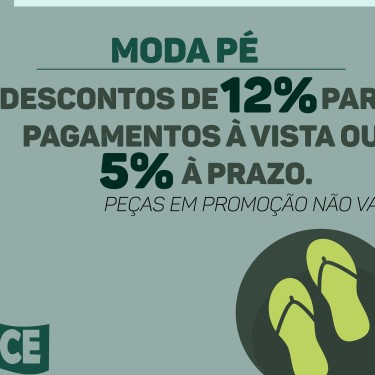 MODA PÉ
DESCONTOS DE 12% PAR
PAGAMENTOS À VISTA OU
5% À PRAZO.
PEÇAS EM PROMOÇÃO NÃO VA
CE